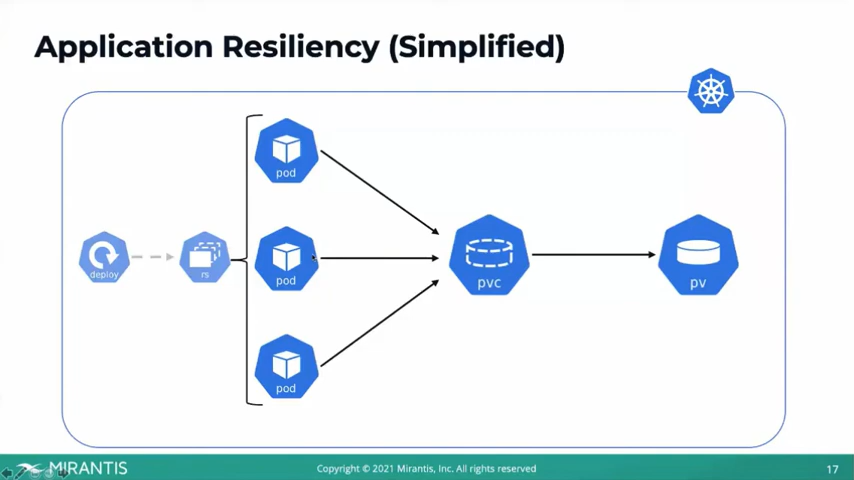 Application Resiliency (Simplified)
pod
deploy
rs
pod
pod
pvc
pv
MIRANTIS
Copyright © 2021 Mirantis, Inc. All rights reserved
17